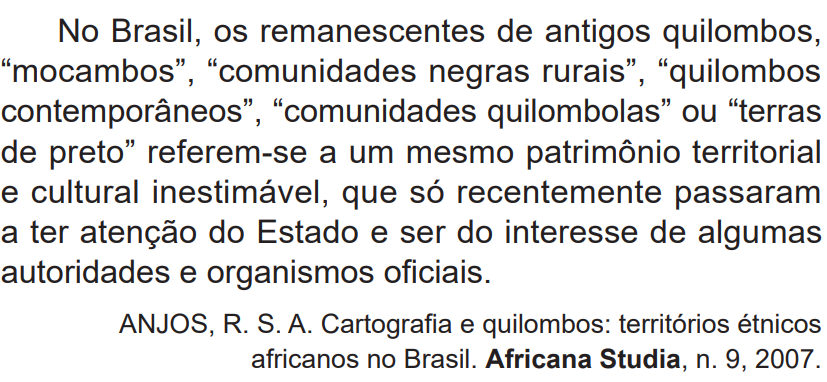 No Brasil, os remanescentes de antigos quilombos,
“mocambos”, “comunidades negras rurais”, “quilombos
contemporâneos”, “comunidades quilombolas” ou “terras
de preto” referem-se a um mesmo patrimônio territorial
e cultural inestimável, que só recentemente passaram
a ter atenção do Estado e ser do interesse de algumas
autoridades e organismos oficiais.
ANJOS, R. S. A. Cartografia e quilombos: territórios étnicos
africanos no Brasil. Africana Studia, n. 9, 2007.